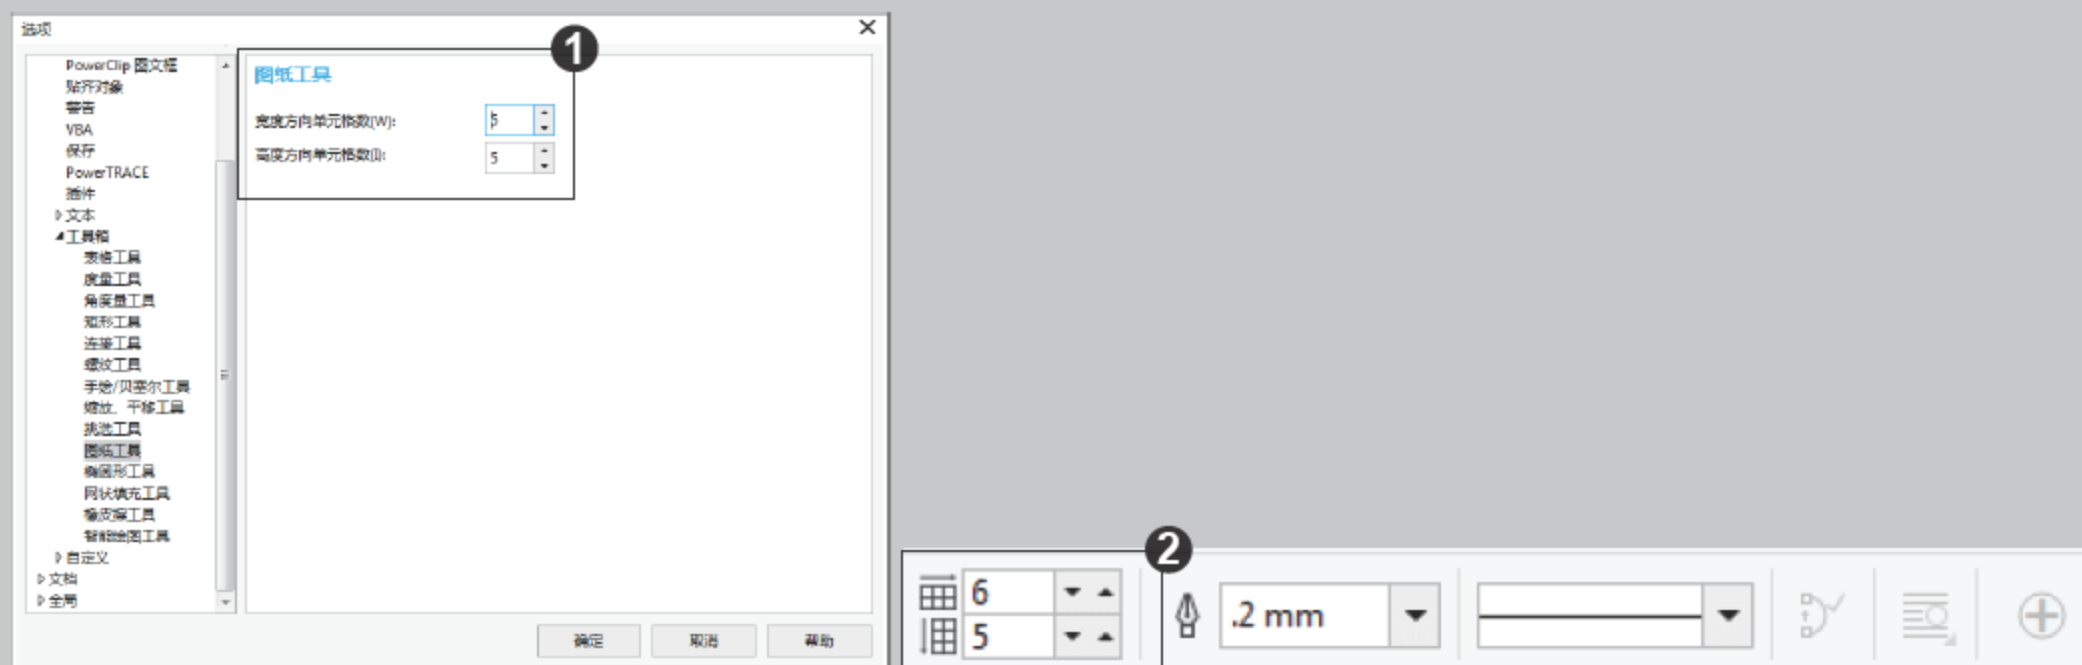 选项
PowerClip 图文框
贴齐对象
警告
VBA
保存
PowerTRACE
插件
文本
工具箱
表格工具
度量工具
角度量工具
矩形工具
连接工具
螺纹工具
手绘/贝塞尔工具
缩放、平移工具
挑选工具
图纸工具
椭圆形工具
网状填充工具
橡皮擦工具
智能绘图工具
自定义
文档
全局
1
图纸工具
宽度方向单元格数(W): 5
高度方向单元格数(I): 5
确定 取消 帮助
2
6
5
.2 mm